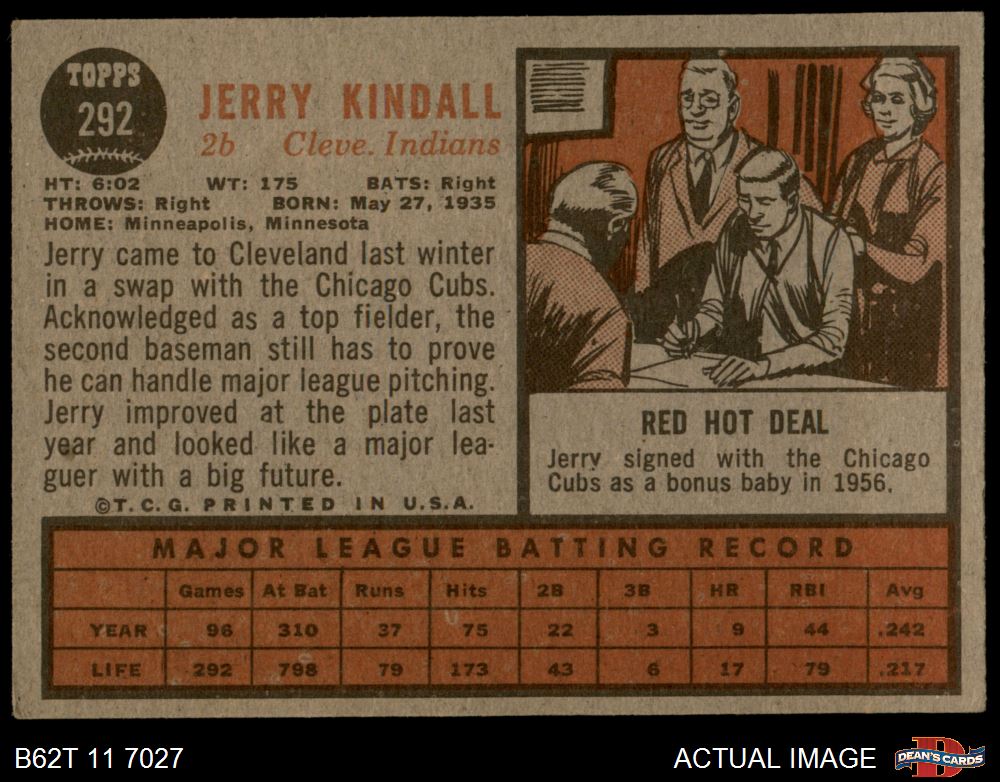 TOPPS
292
JERRY KINDALL
2b Cleve. Indians
HT: 6:02 WT: 175 BATS: Right
THROWS: Right BORN: May 27, 1935
HOME: Minneapolis, Minnesota
Jerry came to Cleveland last winter
in a swap with the Chicago Cubs.
Acknowledged as a top fielder, the
second baseman still has to prove
he can handle major league pitching.
Jerry improved at the plate last
year and looked like a major lea-
guer with a big future.
©T.C.G. PRINTED IN U.S.A.
RED HOT DEAL
Jerry signed with the Chicago
Cubs as a bonus baby in 1956.
MAJOR LEAGUE BATTING RECORD
Games At Bat Runs Hits 2B 3B HR RBI Avg
YEAR 96 310 37 75 22 3 9 44 .242
LIFE 292 798 79 173 43 6 17 79 .217
B62T 11 7027
ACTUAL IMAGE
D
DEAN'S CARDS